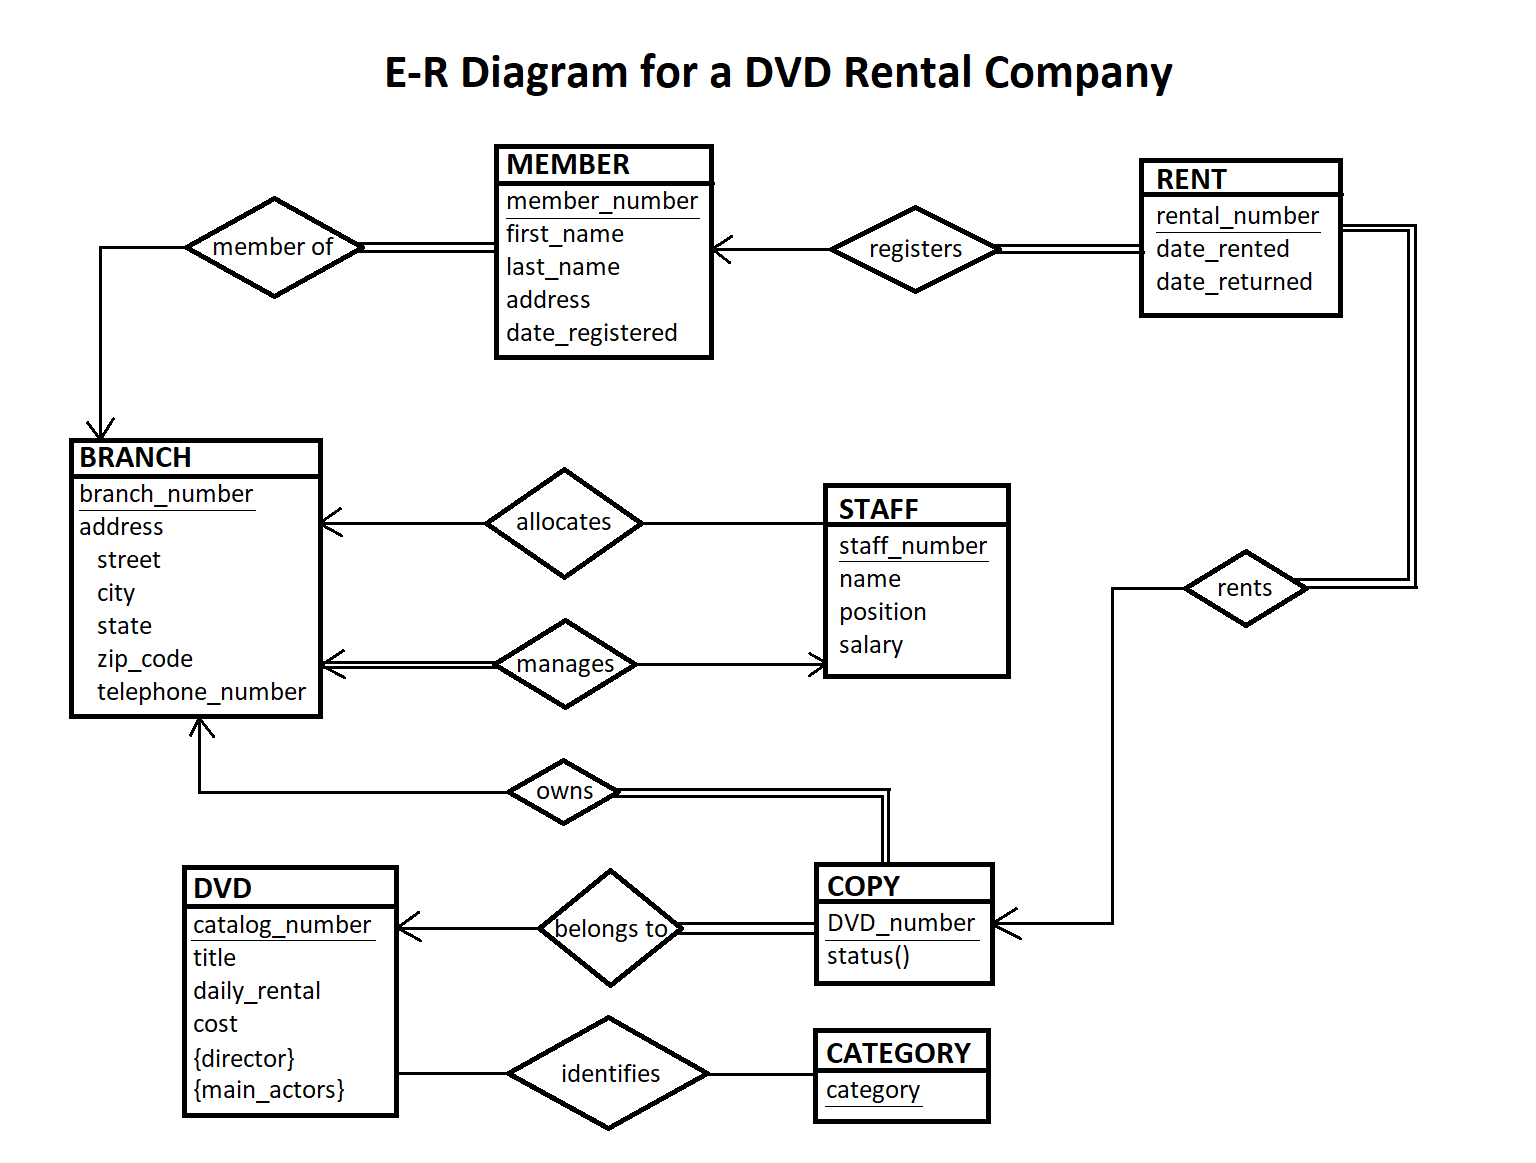 E-R Diagram for a DVD Rental Company
MEMBER
member_number
first_name
last_name
address
date_registered
RENT
rental_number
date_rented
date_returned
member of
registers
BRANCH
branch_number
address
street
city
state
zip_code
telephone_number
allocates
STAFF
staff_number
name
position
salary
manages
rents
owns
DVD
catalog_number
title
daily_rental
cost
{director}
{main_actors}
belongs to
COPY
DVD_number
status()
identifies
CATEGORY
category